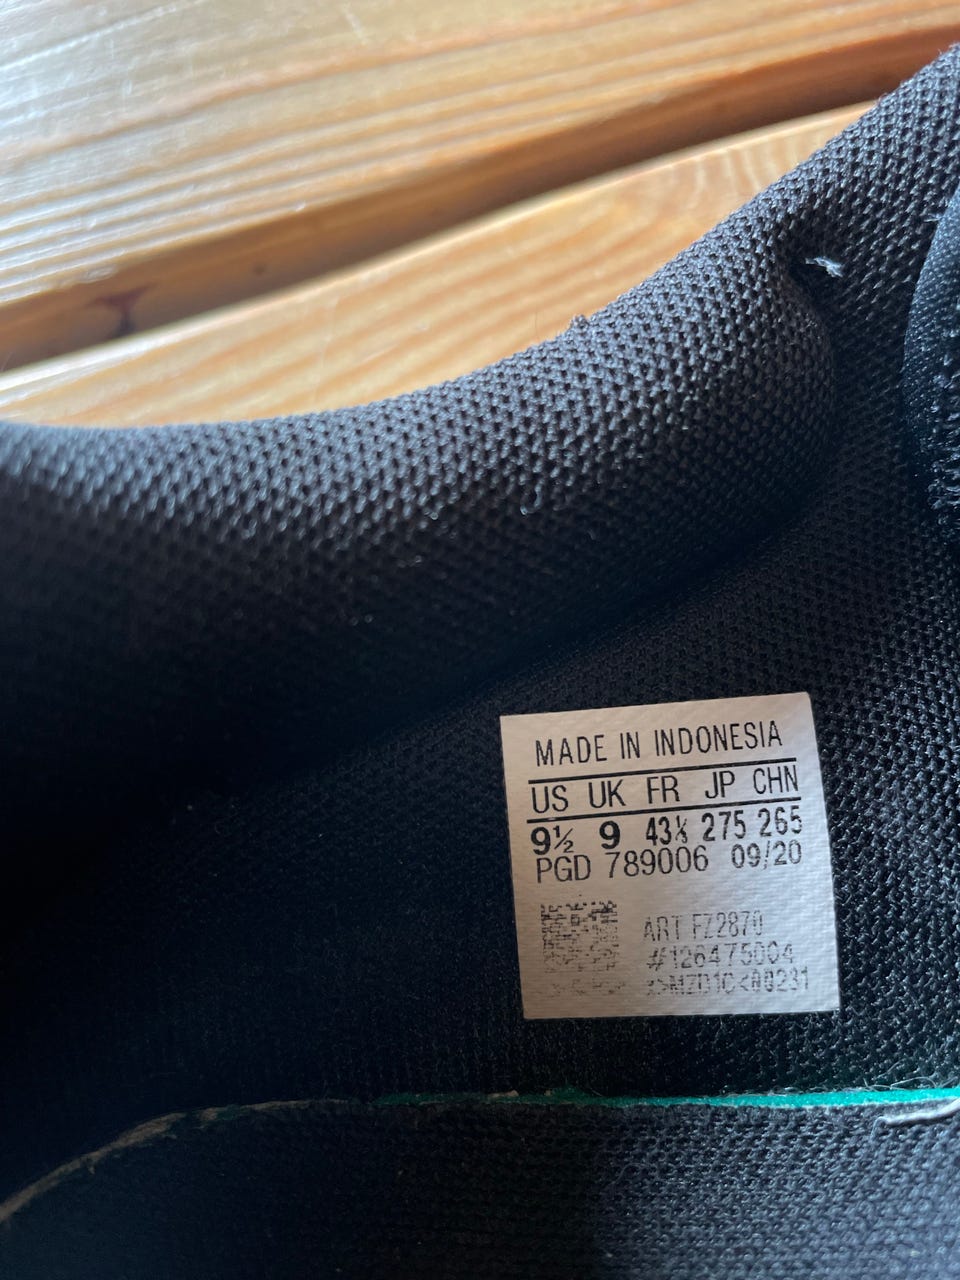 MADE IN INDONESIA
US UK FR JP CHN
9½ 9 43⅓ 275 265
PGD 789006 09/20
ART FZ2870
#126475004